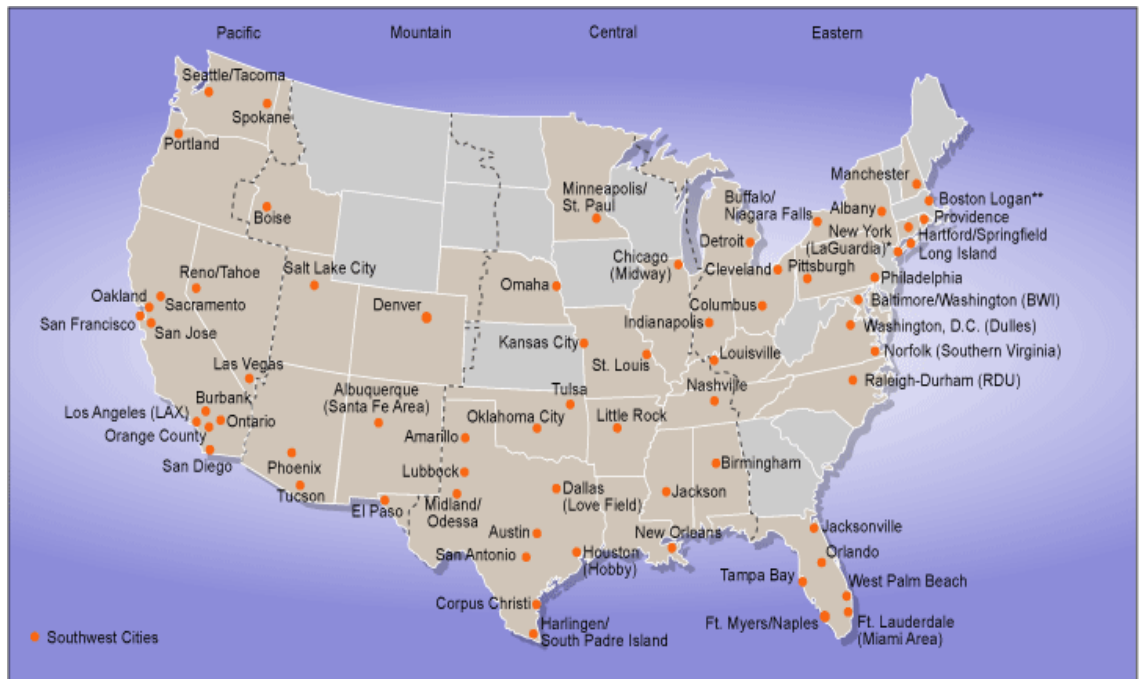 Pacific
Mountain
Central
Eastern
Seattle/Tacoma
Spokane
Portland
Boise
Minneapolis/
St. Paul
Buffalo/
Niagara Falls
Manchester
Albany
Boston Logan**
Providence
New York
(LaGuardia)*
Hartford/Springfield
Long Island
Detroit
Chicago
(Midway)
Cleveland
Pittsburgh
Philadelphia
Reno/Tahoe
Salt Lake City
Omaha
Oakland
Sacramento
Denver
Columbus
Baltimore/Washington (BWI)
San Francisco
San Jose
Indianapolis
Washington, D.C. (Dulles)
Kansas City
St. Louis
Louisville
Norfolk (Southern Virginia)
Las Vegas
Albuquerque
(Santa Fe Area)
Tulsa
Nashville
Raleigh-Durham (RDU)
Burbank
Los Angeles (LAX)
Ontario
Orange County
Oklahoma City
Little Rock
Amarillo
San Diego
Phoenix
Lubbock
Birmingham
Tucson
El Paso
Midland/
Odessa
Dallas
(Love Field)
Jackson
Austin
New Orleans
Jacksonville
San Antonio
Houston
(Hobby)
Orlando
Tampa Bay
West Palm Beach
Corpus Christi
Harlingen/
South Padre Island
Ft. Myers/Naples
Ft. Lauderdale
(Miami Area)
Southwest Cities